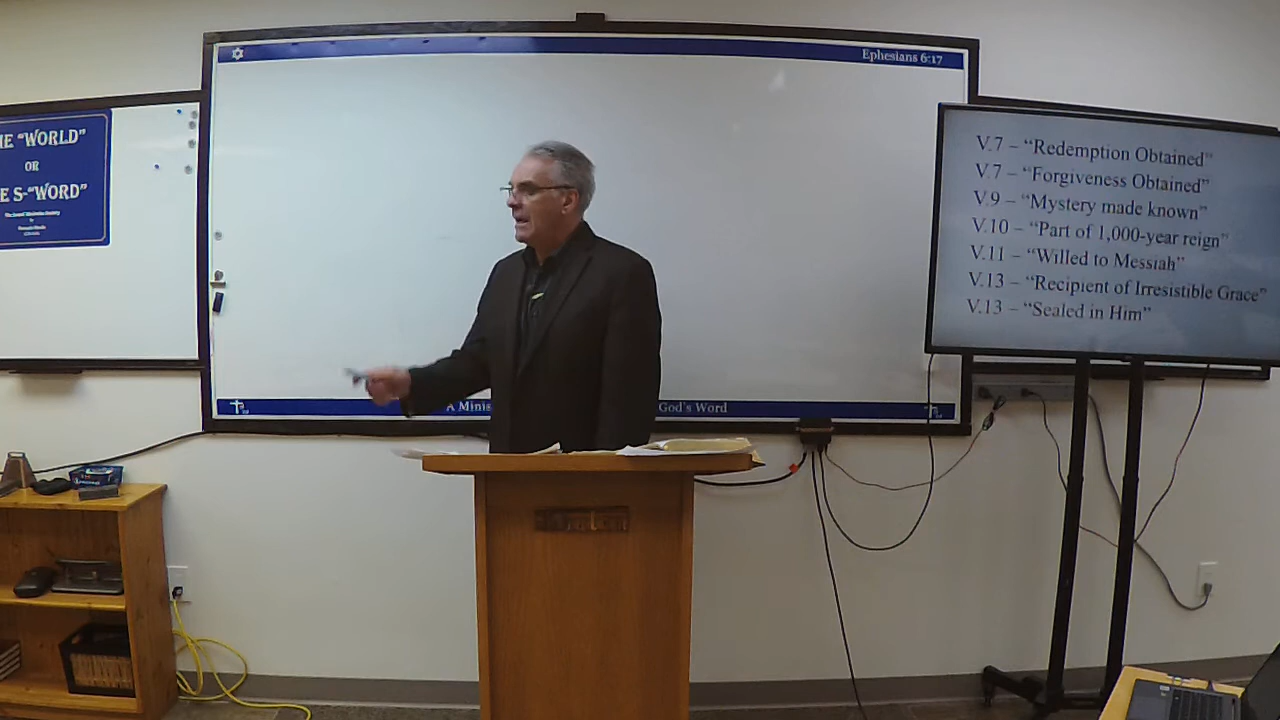 HE "WORLD"
OR
E S-"WORD"
Ephesians 6:17
V.7 – "Redemption Obtained"
V.7 – "Forgiveness Obtained"
V.9 – "Mystery made known"
V.10 – "Part of 1,000-year reign"
V.11 – "Willed to Messiah"
V.13 – "Recipient of Irresistible Grace"
V.13 – "Sealed in Him"
A Minis God's Word